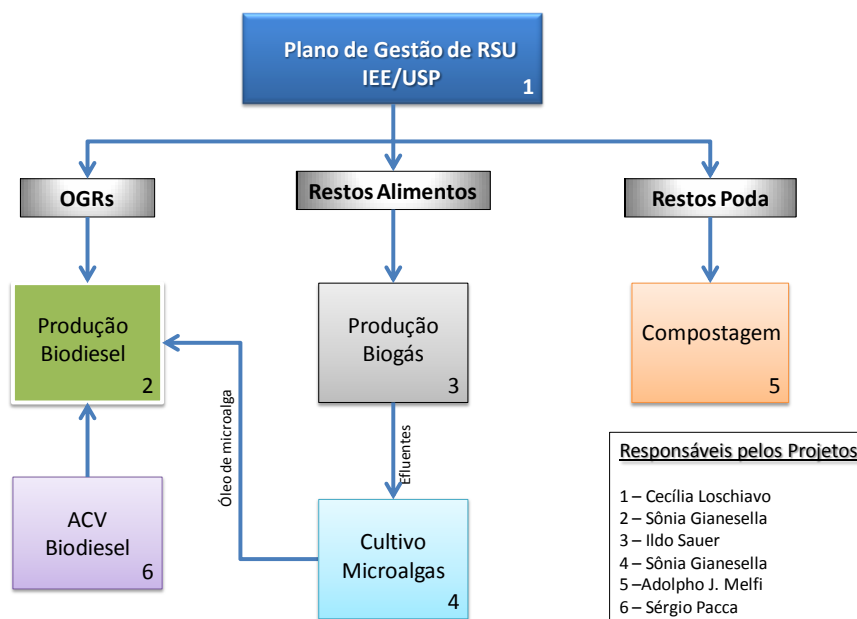 Plano de Gestão de RSU
IEE/USP
1
OGRs
Restos Alimentos
Restos Poda
Produção
Biodiesel
2
Produção
Biogás
3
Compostagem
5
Óleo de microalga
Efluentes
ACV
Biodiesel
6
Cultivo
Microalgas
4
Responsáveis pelos Projetos
1 – Cecília Loschiavo
2 – Sônia Gianesella
3 – Ildo Sauer
4 – Sônia Gianesella
5 –Adolpho J. Melfi
6 – Sérgio Pacca